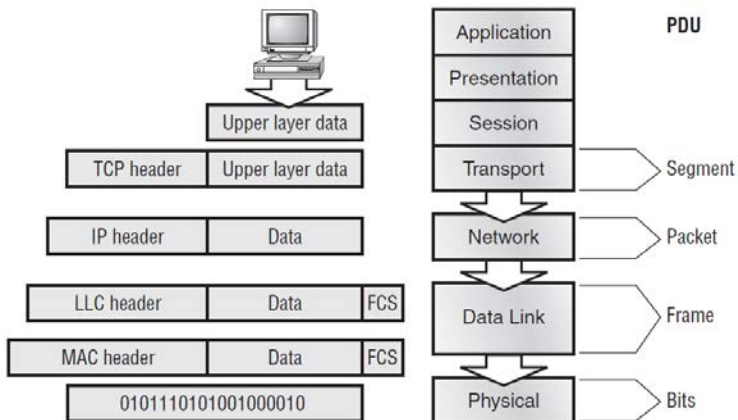 Application PDU
Presentation
Upper layer data Session
TCP header Upper layer data Transport Segment
IP header Data Network Packet
LLC header Data FCS Data Link Frame
MAC header Data FCS
0101110101001000010 Physical Bits